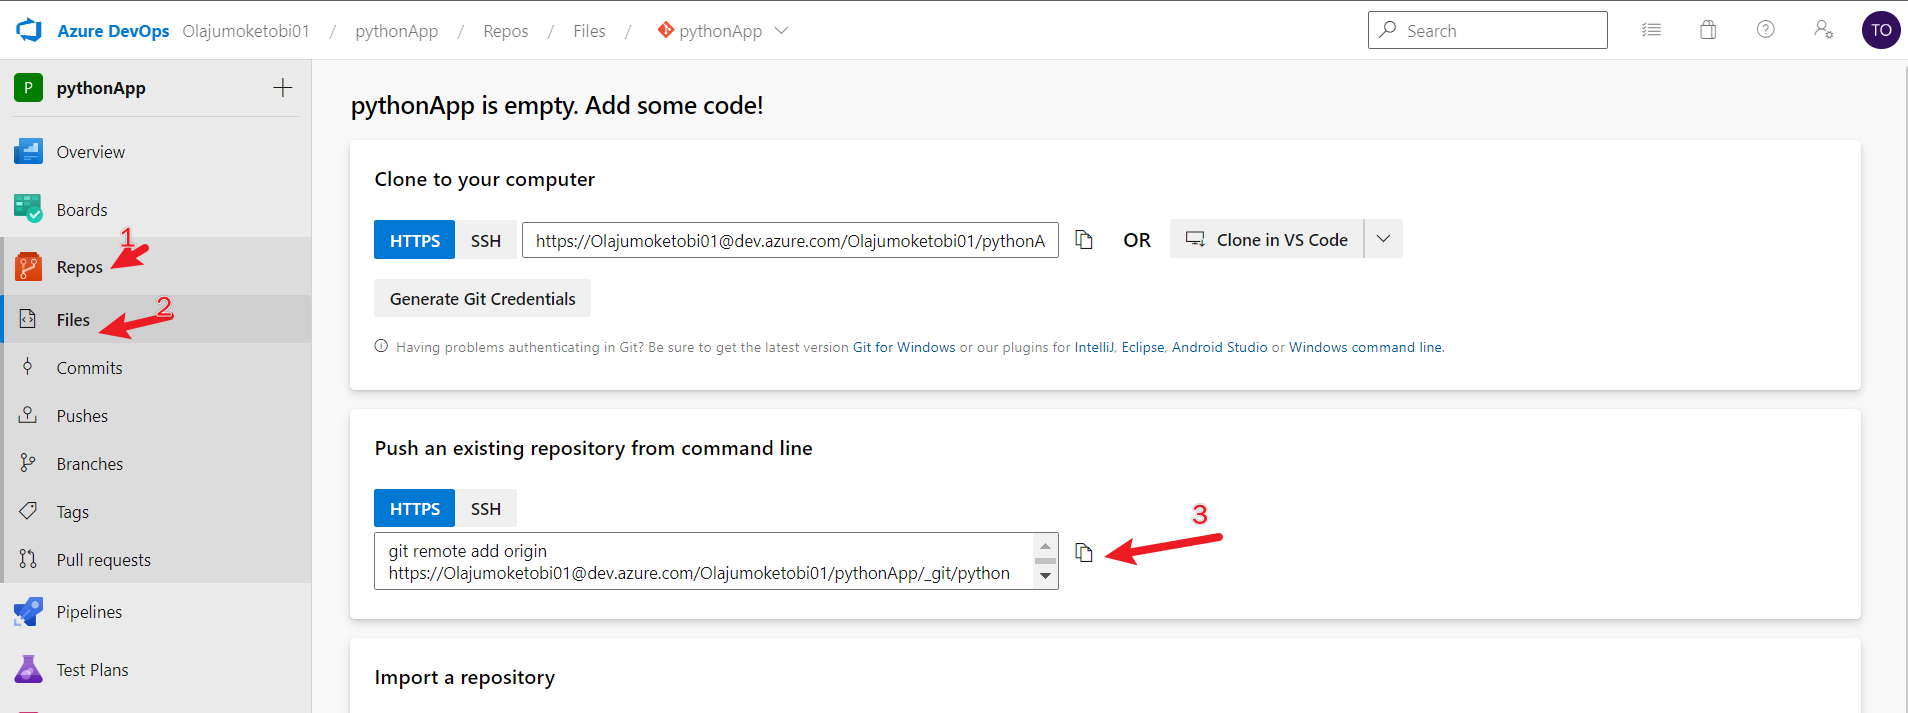 Azure DevOps Olajumoketobi01 / pythonApp / Repos / Files / pythonApp
Search
TO
P pythonApp
Overview
Boards
1
Repos
2
Files
Commits
Pushes
Branches
Tags
Pull requests
Pipelines
Test Plans
pythonApp is empty. Add some code!
Clone to your computer
HTTPS SSH https://Olajumoketobi01@dev.azure.com/Olajumoketobi01/pythonA OR Clone in VS Code
Generate Git Credentials
Having problems authenticating in Git? Be sure to get the latest version Git for Windows or our plugins for IntelliJ, Eclipse, Android Studio or Windows command line.
Push an existing repository from command line
HTTPS SSH
3
git remote add origin
https://Olajumoketobi01@dev.azure.com/Olajumoketobi01/pythonApp/_git/python
Import a repository